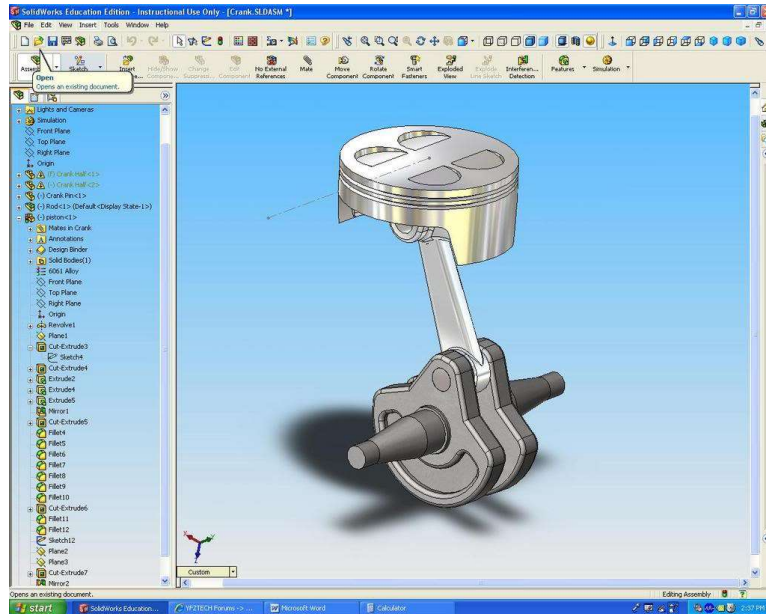 SolidWorks Education Edition - Instructional Use Only - [Crank.SLDASM *]
File Edit View Insert Tools Window Help
Sketch Insert No External References Mate Move Component Rotate Component Smart Fasteners Exploded View Explode Line Sketch Interferen... Detection Features Simulation
Open
Opens an existing document.
Lights and Cameras
Simulation
Front Plane
Top Plane
Right Plane
Origin
(f) Crank Half<1>
(-) Crank Half<2>
(-) Crank Pin<1>
(-) Rod<1> (Default<Display State-1>)
(-) piston<1>
Mates in Crank
Annotations
Design Binder
Solid Bodies(1)
6061 Alloy
Front Plane
Top Plane
Right Plane
Origin
Revolve1
Plane1
Cut-Extrude3
Sketch4
Cut-Extrude4
Extrude2
Extrude4
Extrude5
Mirror1
Cut-Extrude5
Fillet4
Fillet5
Fillet6
Fillet7
Fillet8
Fillet9
Fillet10
Cut-Extrude6
Fillet11
Fillet12
Sketch12
Plane2
Plane3
Cut-Extrude7
Mirror2
Custom
Opens an existing document. Editing Assembly
start SolidWorks Education... YFZTECH Forums -> ... Microsoft Word Calculator 2:37 PM